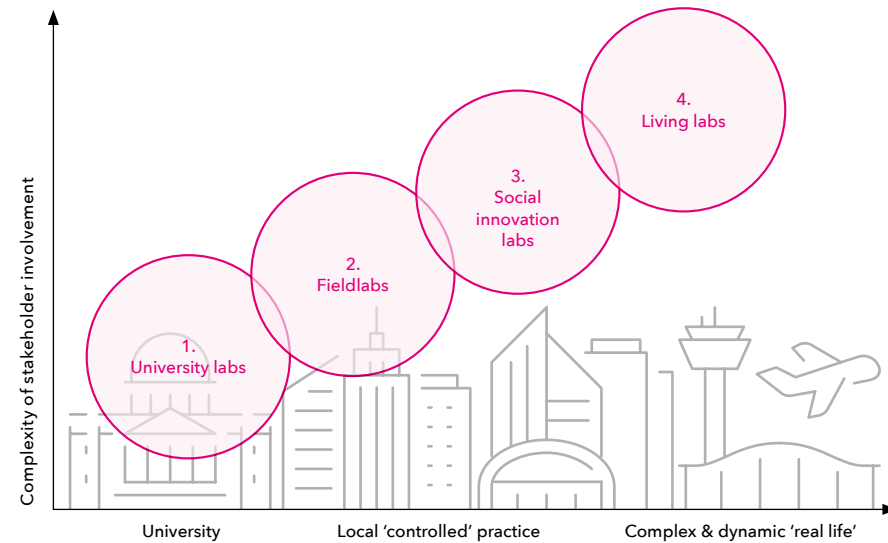 Complexity of stakeholder involvement
1.
University labs
2.
Fieldlabs
3.
Social
innovation
labs
4.
Living labs
University
Local ‘controlled’ practice
Complex & dynamic ‘real life’